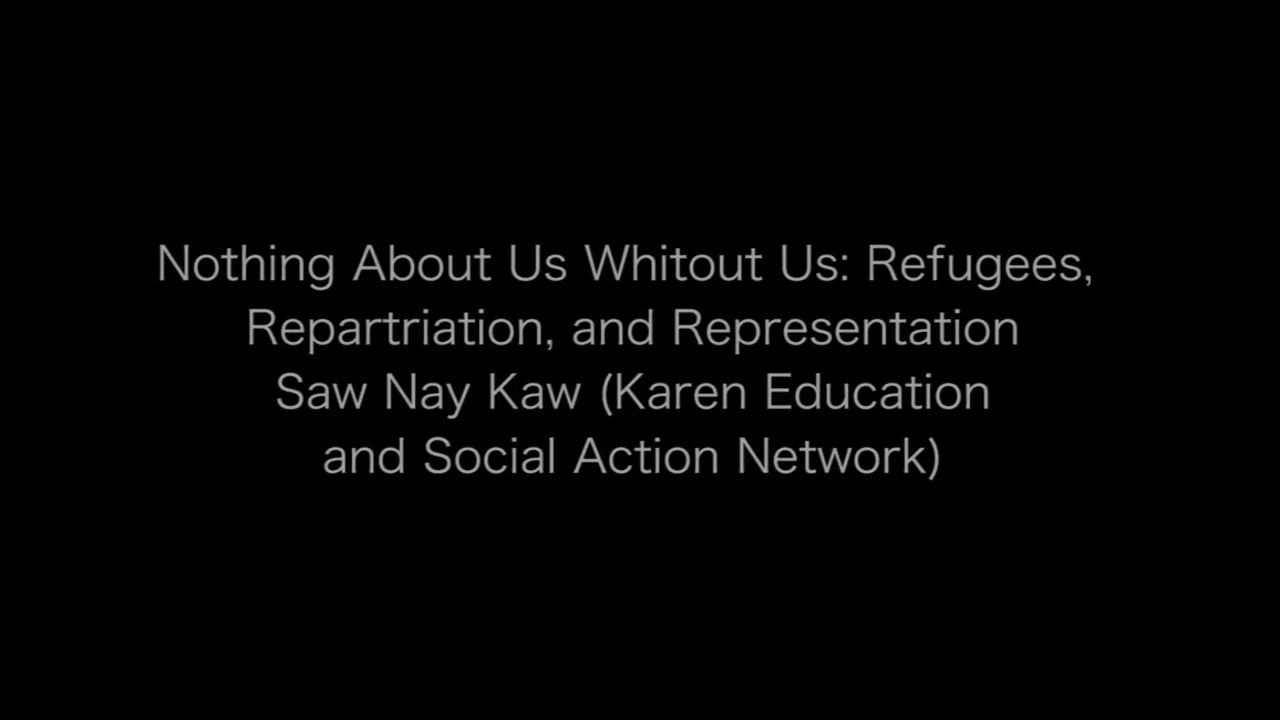 Nothing About Us Whitout Us: Refugees,
Repartriation, and Representation
Saw Nay Kaw (Karen Education
and Social Action Network)